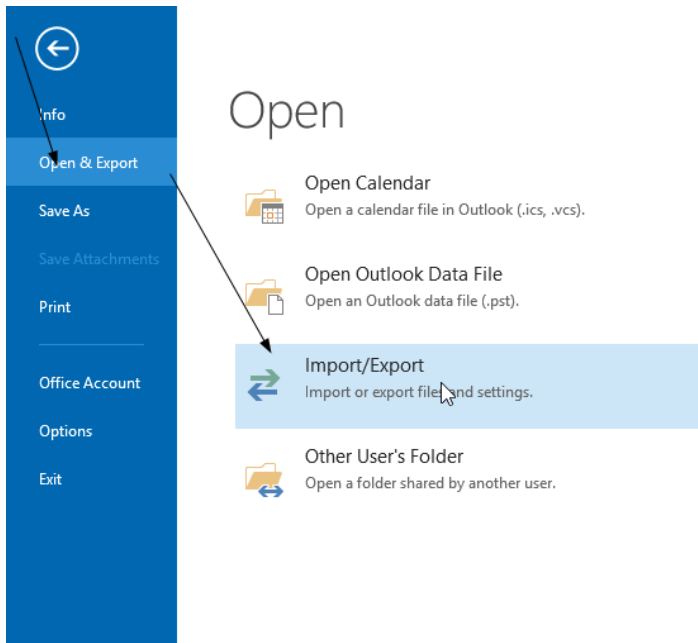 Info
Open & Export
Save As
Save Attachments
Print
Office Account
Options
Exit
Open
Open Calendar
Open a calendar file in Outlook (.ics, .vcs).
Open Outlook Data File
Open an Outlook data file (.pst).
Import/Export
Import or export files and settings.
Other User's Folder
Open a folder shared by another user.